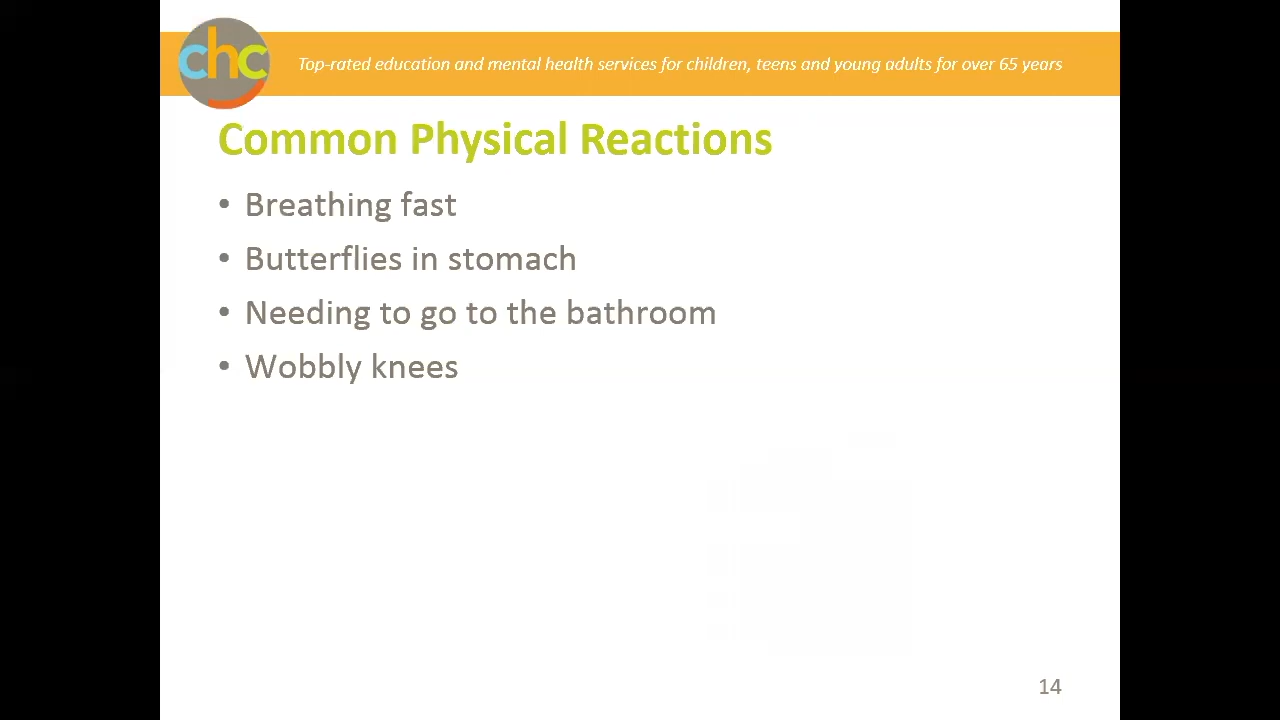 chc
Top-rated education and mental health services for children, teens and young adults for over 65 years
Common Physical Reactions
• Breathing fast
• Butterflies in stomach
• Needing to go to the bathroom
• Wobbly knees
14